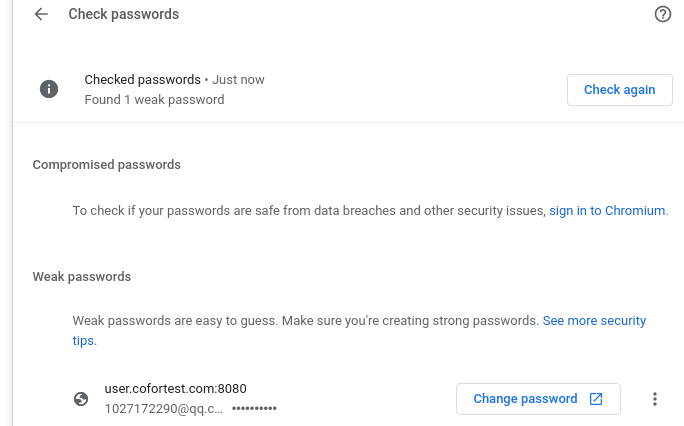 Check passwords
Checked passwords • Just now
Found 1 weak password
Check again
Compromised passwords
To check if your passwords are safe from data breaches and other security issues, sign in to Chromium.
Weak passwords
Weak passwords are easy to guess. Make sure you're creating strong passwords. See more security
tips.
user.cofortest.com:8080
1027172290@qq.c... ••••••••••
Change password